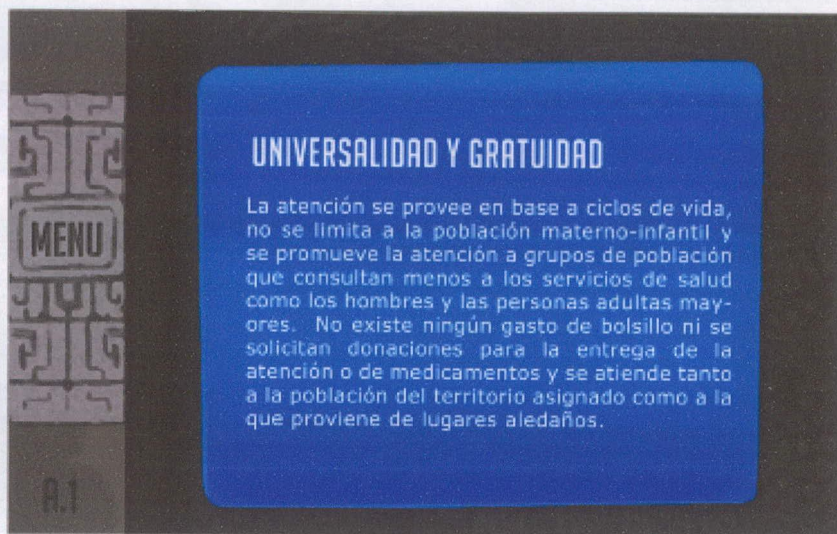 UNIVERSALIDAD Y GRATUIDAD
La atención se provee en base a ciclos de vida,
no se limita a la población materno-infantil y
se promueve la atención a grupos de población
que consultan menos a los servicios de salud
como los hombres y las personas adultas may-
ores. No existe ningún gasto de bolsillo ni se
solicitan donaciones para la entrega de la
atención o de medicamentos y se atiende tanto
a la población del territorio asignado como a la
que proviene de lugares aledaños.
MENU
A.1